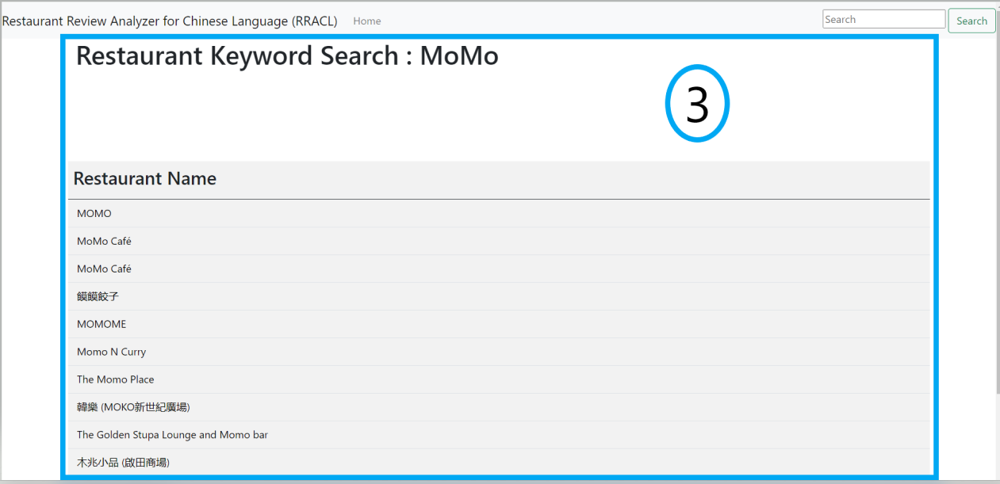 Restaurant Review Analyzer for Chinese Language (RRACL) Home Search Search
Restaurant Keyword Search : MoMo
3
Restaurant Name
MOMO
MoMo Café
MoMo Café
饃饃餃子
MOMOME
Momo N Curry
The Momo Place
韓樂 (MOKO新世紀廣場)
The Golden Stupa Lounge and Momo bar
木兆小品 (啟田商場)